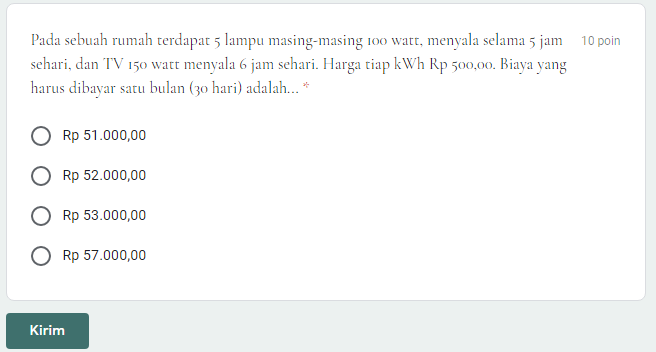 Pada sebuah rumah terdapat 5 lampu masing-masing 100 watt, menyala selama 5 jam 10 poin
sehari, dan TV 150 watt menyala 6 jam sehari. Harga tiap kWh Rp 500,00. Biaya yang
harus dibayar satu bulan (30 hari) adalah... *
Rp 51.000,00
Rp 52.000,00
Rp 53.000,00
Rp 57.000,00
Kirim